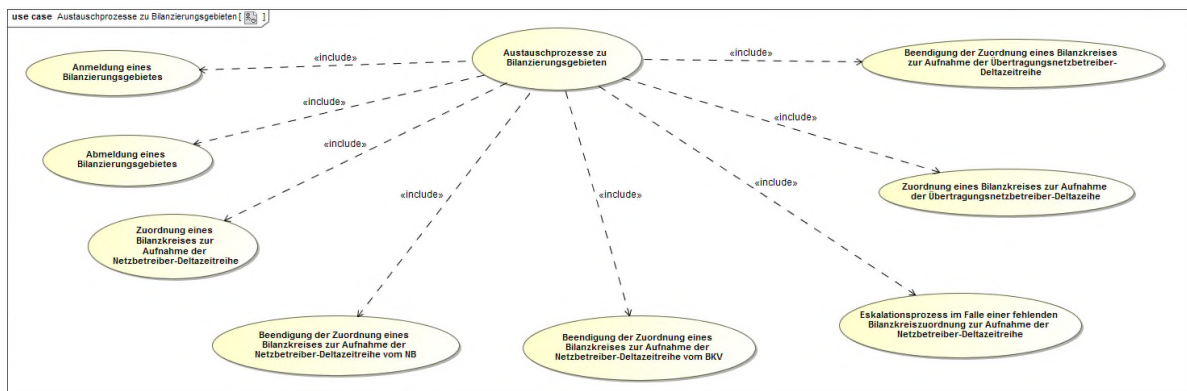 use case Austauschprozesse zu Bilanzierungsgebieten [ ]
Austauschprozesse zu
Bilanzierungsgebieten
Anmeldung eines
Bilanzierungsgebietes
«include»
Abmeldung eines
Bilanzierungsgebietes
«include»
Zuordnung eines
Bilanzkreises zur
Aufnahme der
Netzbetreiber-Deltazeitreihe
«include»
Beendigung der Zuordnung eines
Bilanzkreises zur Aufnahme der
Netzbetreiber-Deltazeitreihe vom NB
«include»
Beendigung der Zuordnung eines
Bilanzkreises zur Aufnahme der
Netzbetreiber-Deltazeitreihe vom BKV
«include»
Eskalationsprozess im Falle einer fehlenden
Bilanzkreiszuordnung zur Aufnahme der
Netzbetreiber-Deltazeitreihe
«include»
Zuordnung eines Bilanzkreises zur Aufnahme
der Übertragungsnetzbetreiber-Deltazeihe
«include»
Beendigung der Zuordnung eines Bilanzkreises
zur Aufnahme der Übertragungsnetzbetreiber-
Deltazeitreihe
«include»